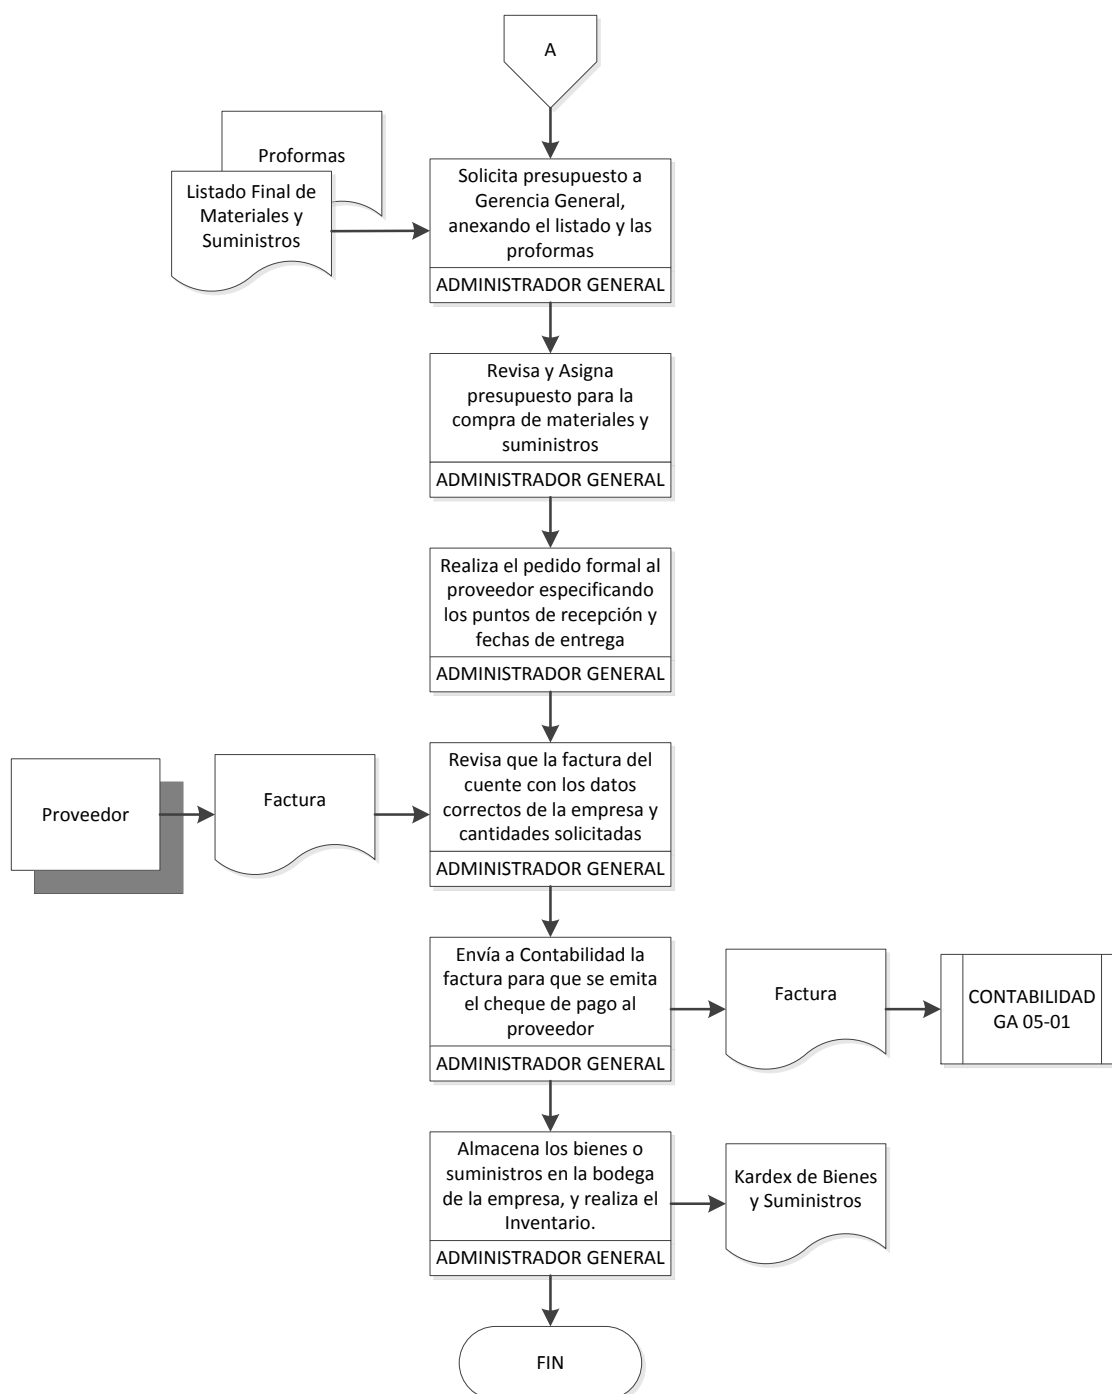 A
Proformas
Listado Final de
Materiales y
Suministros
Solicita presupuesto a
Gerencia General,
anexando el listado y las
proformas
ADMINISTRADOR GENERAL
Revisa y Asigna
presupuesto para la
compra de materiales y
suministros
ADMINISTRADOR GENERAL
Realiza el pedido formal al
proveedor especificando
los puntos de recepción y
fechas de entrega
ADMINISTRADOR GENERAL
Proveedor
Factura
Revisa que la factura del
cuente con los datos
correctos de la empresa y
cantidades solicitadas
ADMINISTRADOR GENERAL
Envía a Contabilidad la
factura para que se emita
el cheque de pago al
proveedor
ADMINISTRADOR GENERAL
Factura
CONTABILIDAD
GA 05-01
Almacena los bienes o
suministros en la bodega
de la empresa, y realiza el
Inventario.
ADMINISTRADOR GENERAL
Kardex de Bienes
y Suministros
FIN